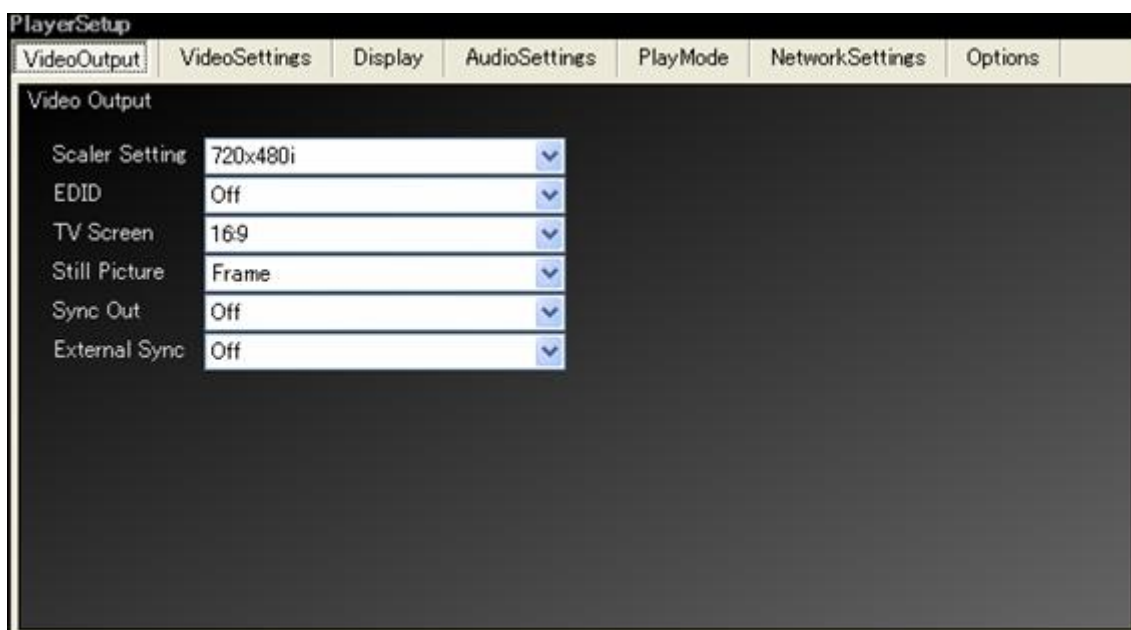 PlayerSetup
VideoOutput VideoSettings Display AudioSettings PlayMode NetworkSettings Options
Video Output
Scaler Setting 720x480i
EDID Off
TV Screen 16:9
Still Picture Frame
Sync Out Off
External Sync Off